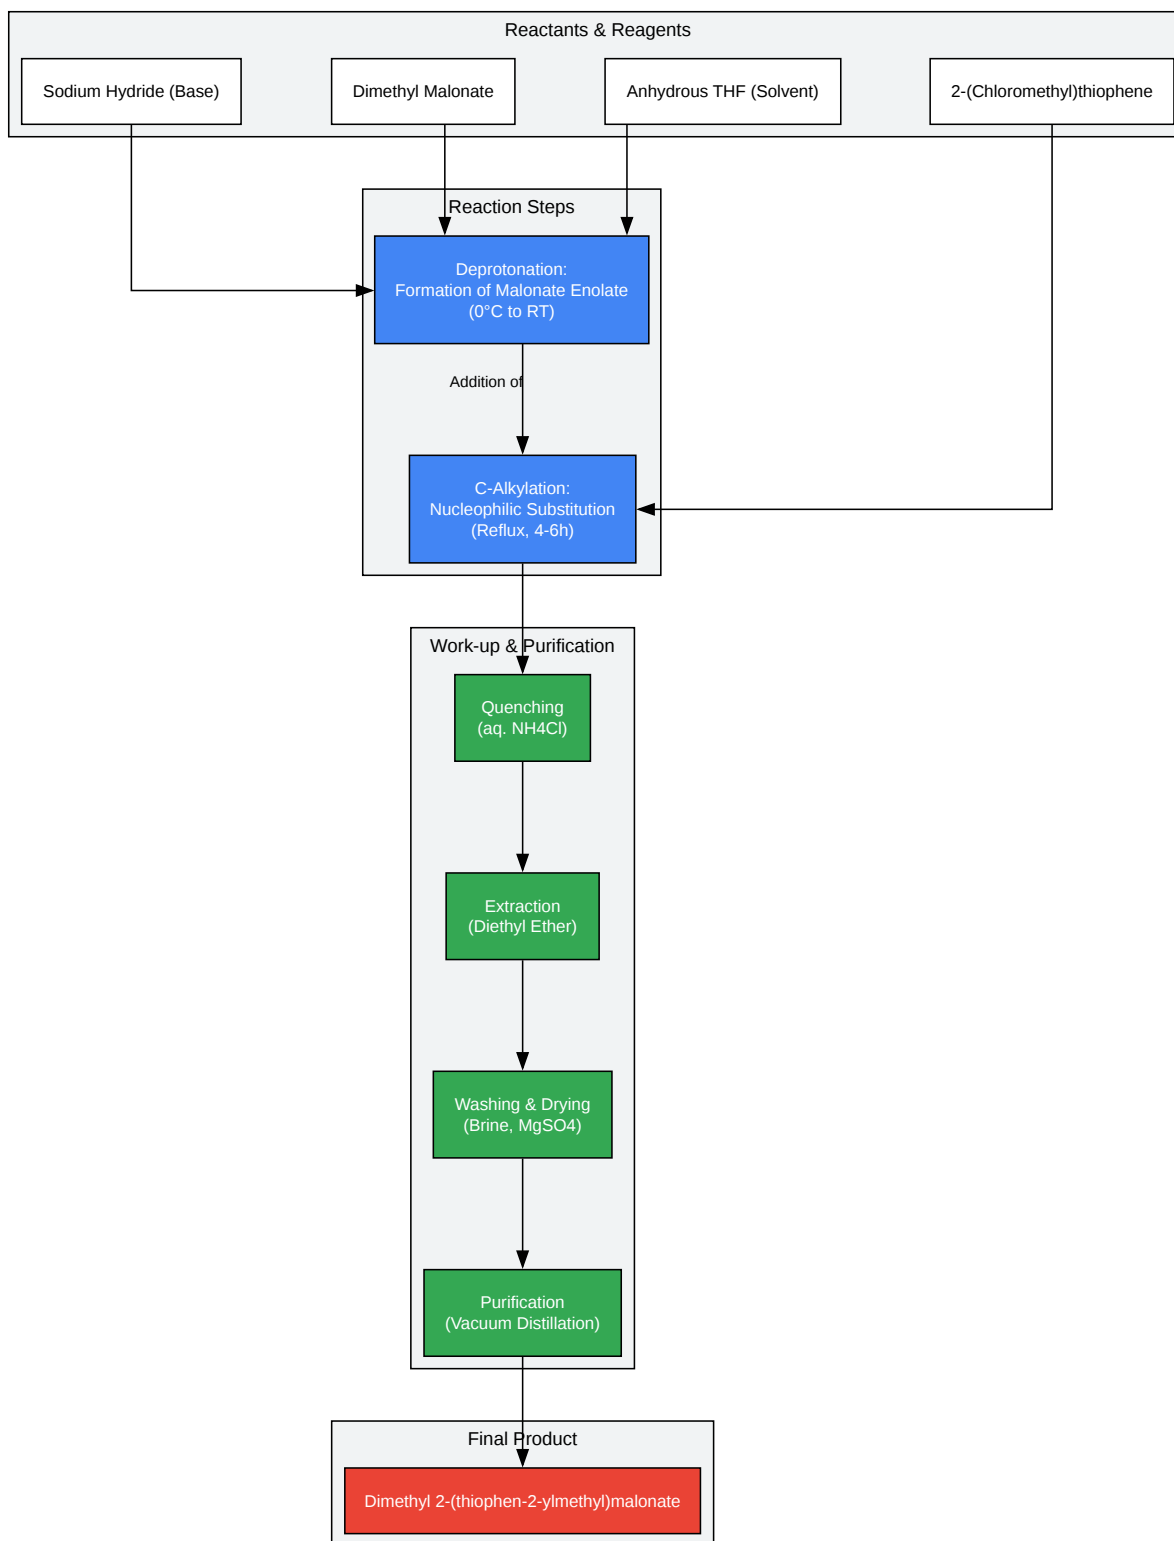 Reactants & Reagents
Sodium Hydride (Base)
Dimethyl Malonate
Anhydrous THF (Solvent)
2-(Chloromethyl)thiophene
Reaction Steps
Deprotonation:
Formation of Malonate Enolate
(0°C to RT)
Addition of
C-Alkylation:
Nucleophilic Substitution
(Reflux, 4-6h)
Work-up & Purification
Quenching
(aq. NH4Cl)
Extraction
(Diethyl Ether)
Washing & Drying
(Brine, MgSO4)
Purification
(Vacuum Distillation)
Final Product
Dimethyl 2-(thiophen-2-ylmethyl)malonate